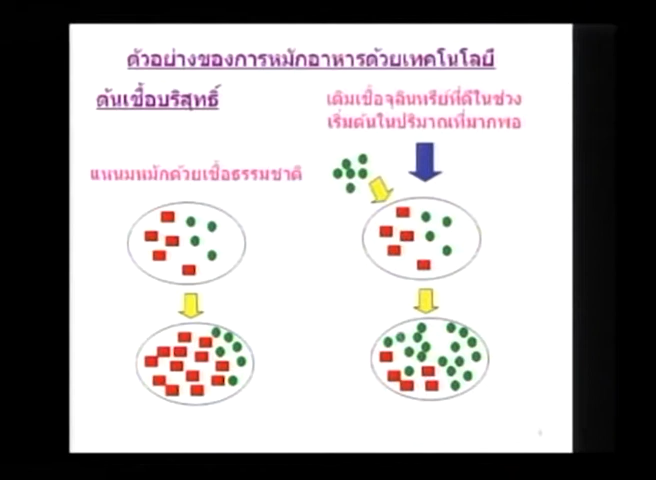 ตัวอย่างของการหมักอาหารด้วยเทคโนโลยี
ต้นเชื้อบริสุทธิ์
เติมเชื้อจุลินทรีย์ที่ดีในช่วง
เริ่มต้นในปริมาณที่มากพอ
แหนมหมักด้วยเชื้อธรรมชาติ